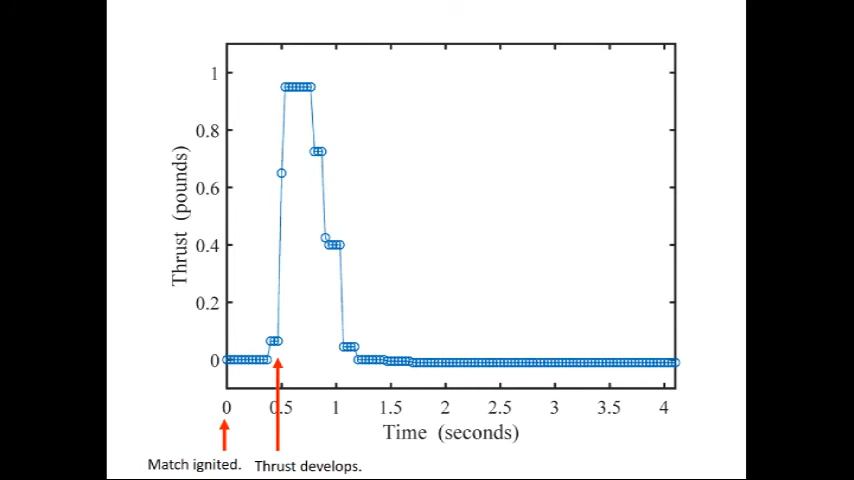 1
0.8
0.6
0.4
0.2
0
Thrust (pounds)
0 0.5 1 1.5 2 2.5 3 3.5 4
Time (seconds)
Match ignited. Thrust develops.